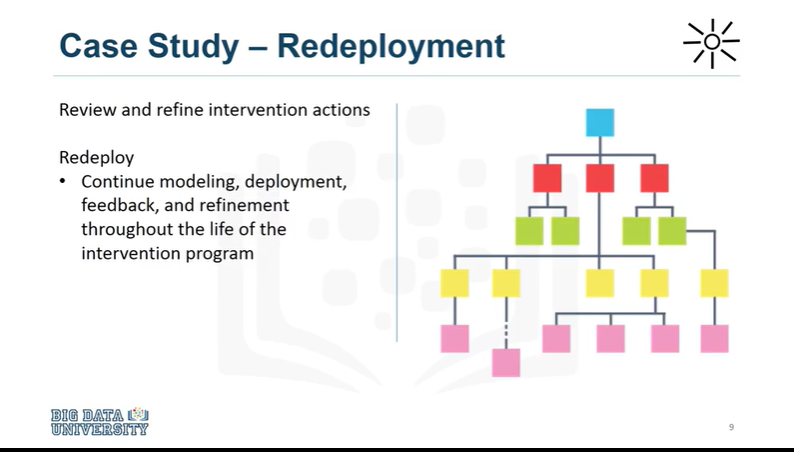 Case Study – Redeployment
Review and refine intervention actions
Redeploy
• Continue modeling, deployment,
feedback, and refinement
throughout the life of the
intervention program
BIG DATA
UNIVERSITY
9